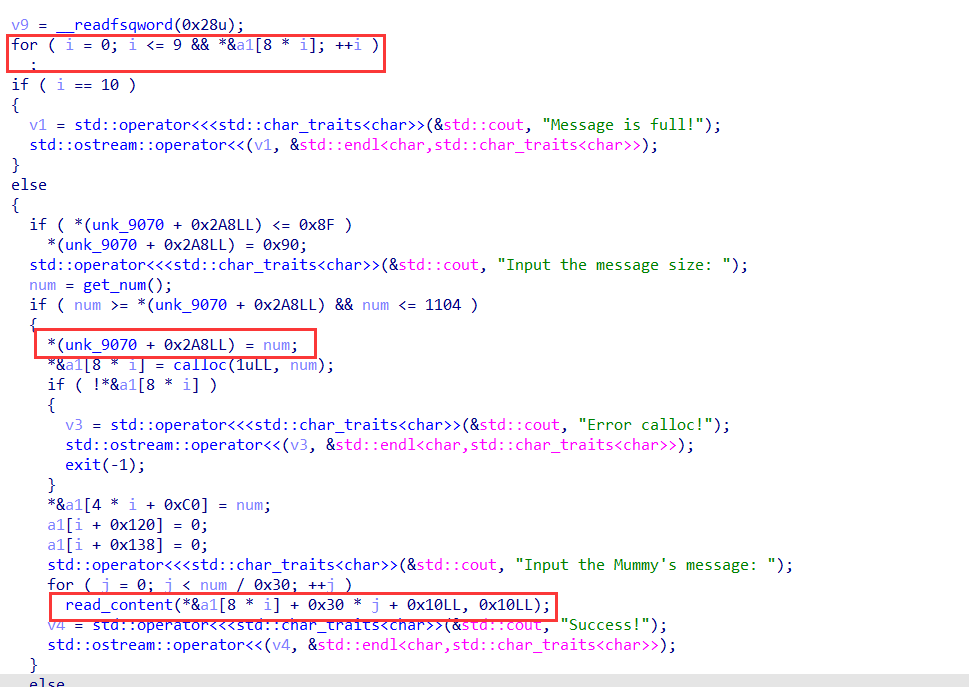 v9 = __readfsqword(0x28u);
for ( i = 0; i <= 9 && *&a1[8 * i]; ++i )
;
if ( i == 10 )
{
v1 = std::operator<<<std::char_traits<char>>(&std::cout, "Message is full!");
std::ostream::operator<<(v1, &std::endl<char,std::char_traits<char>>);
}
else
{
if ( *(unk_9070 + 0x2A8LL) <= 0x8F )
*(unk_9070 + 0x2A8LL) = 0x90;
std::operator<<<std::char_traits<char>>(&std::cout, "Input the message size: ");
num = get_num();
if ( num >= *(unk_9070 + 0x2A8LL) && num <= 1104 )
{
*(unk_9070 + 0x2A8LL) = num;
*&a1[8 * i] = calloc(1uLL, num);
if ( !*&a1[8 * i] )
{
v3 = std::operator<<<std::char_traits<char>>(&std::cout, "Error calloc!");
std::ostream::operator<<(v3, &std::endl<char,std::char_traits<char>>);
exit(-1);
}
*&a1[4 * i + 0xC0] = num;
a1[i + 0x120] = 0;
a1[i + 0x138] = 0;
std::operator<<<std::char_traits<char>>(&std::cout, "Input the Mummy's message: ");
for ( j = 0; j < num / 0x30; ++j )
read_content(*&a1[8 * i] + 0x30 * j + 0x10LL, 0x10LL);
v4 = std::operator<<<std::char_traits<char>>(&std::cout, "Success!");
std::ostream::operator<<(v4, &std::endl<char,std::char_traits<char>>);
}
else